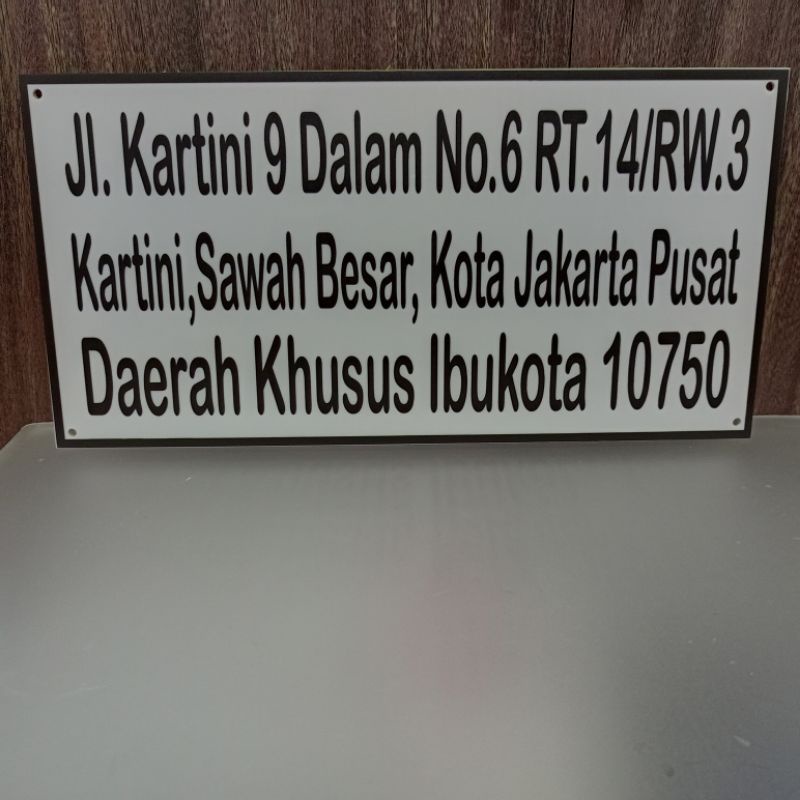 Jl. Kartini 9 Dalam No.6 RT.14/RW.3
Kartini,Sawah Besar, Kota Jakarta Pusat
Daerah Khusus Ibukota 10750